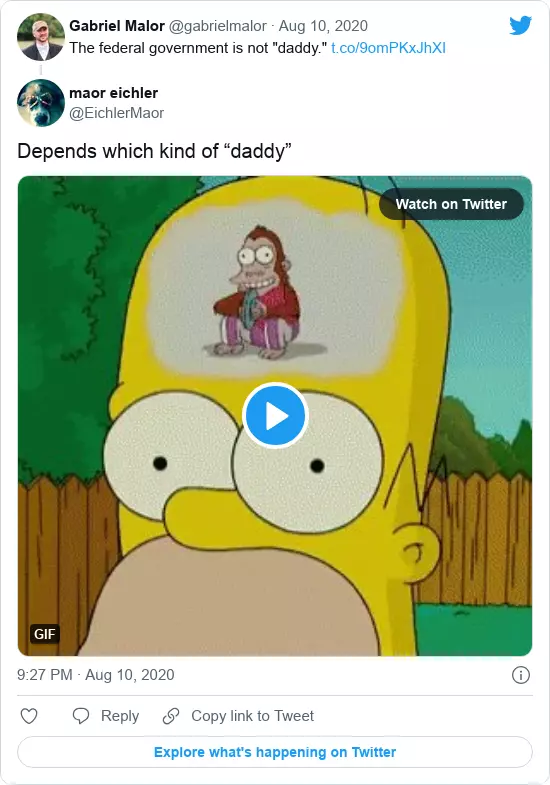 Gabriel Malor @gabrielmalor · Aug 10, 2020
The federal government is not "daddy." t.co/9omPKxJhXI
maor eichler
@EichlerMaor
Depends which kind of “daddy”
Watch on Twitter
GIF
9:27 PM · Aug 10, 2020
Reply
Copy link to Tweet
Explore what's happening on Twitter